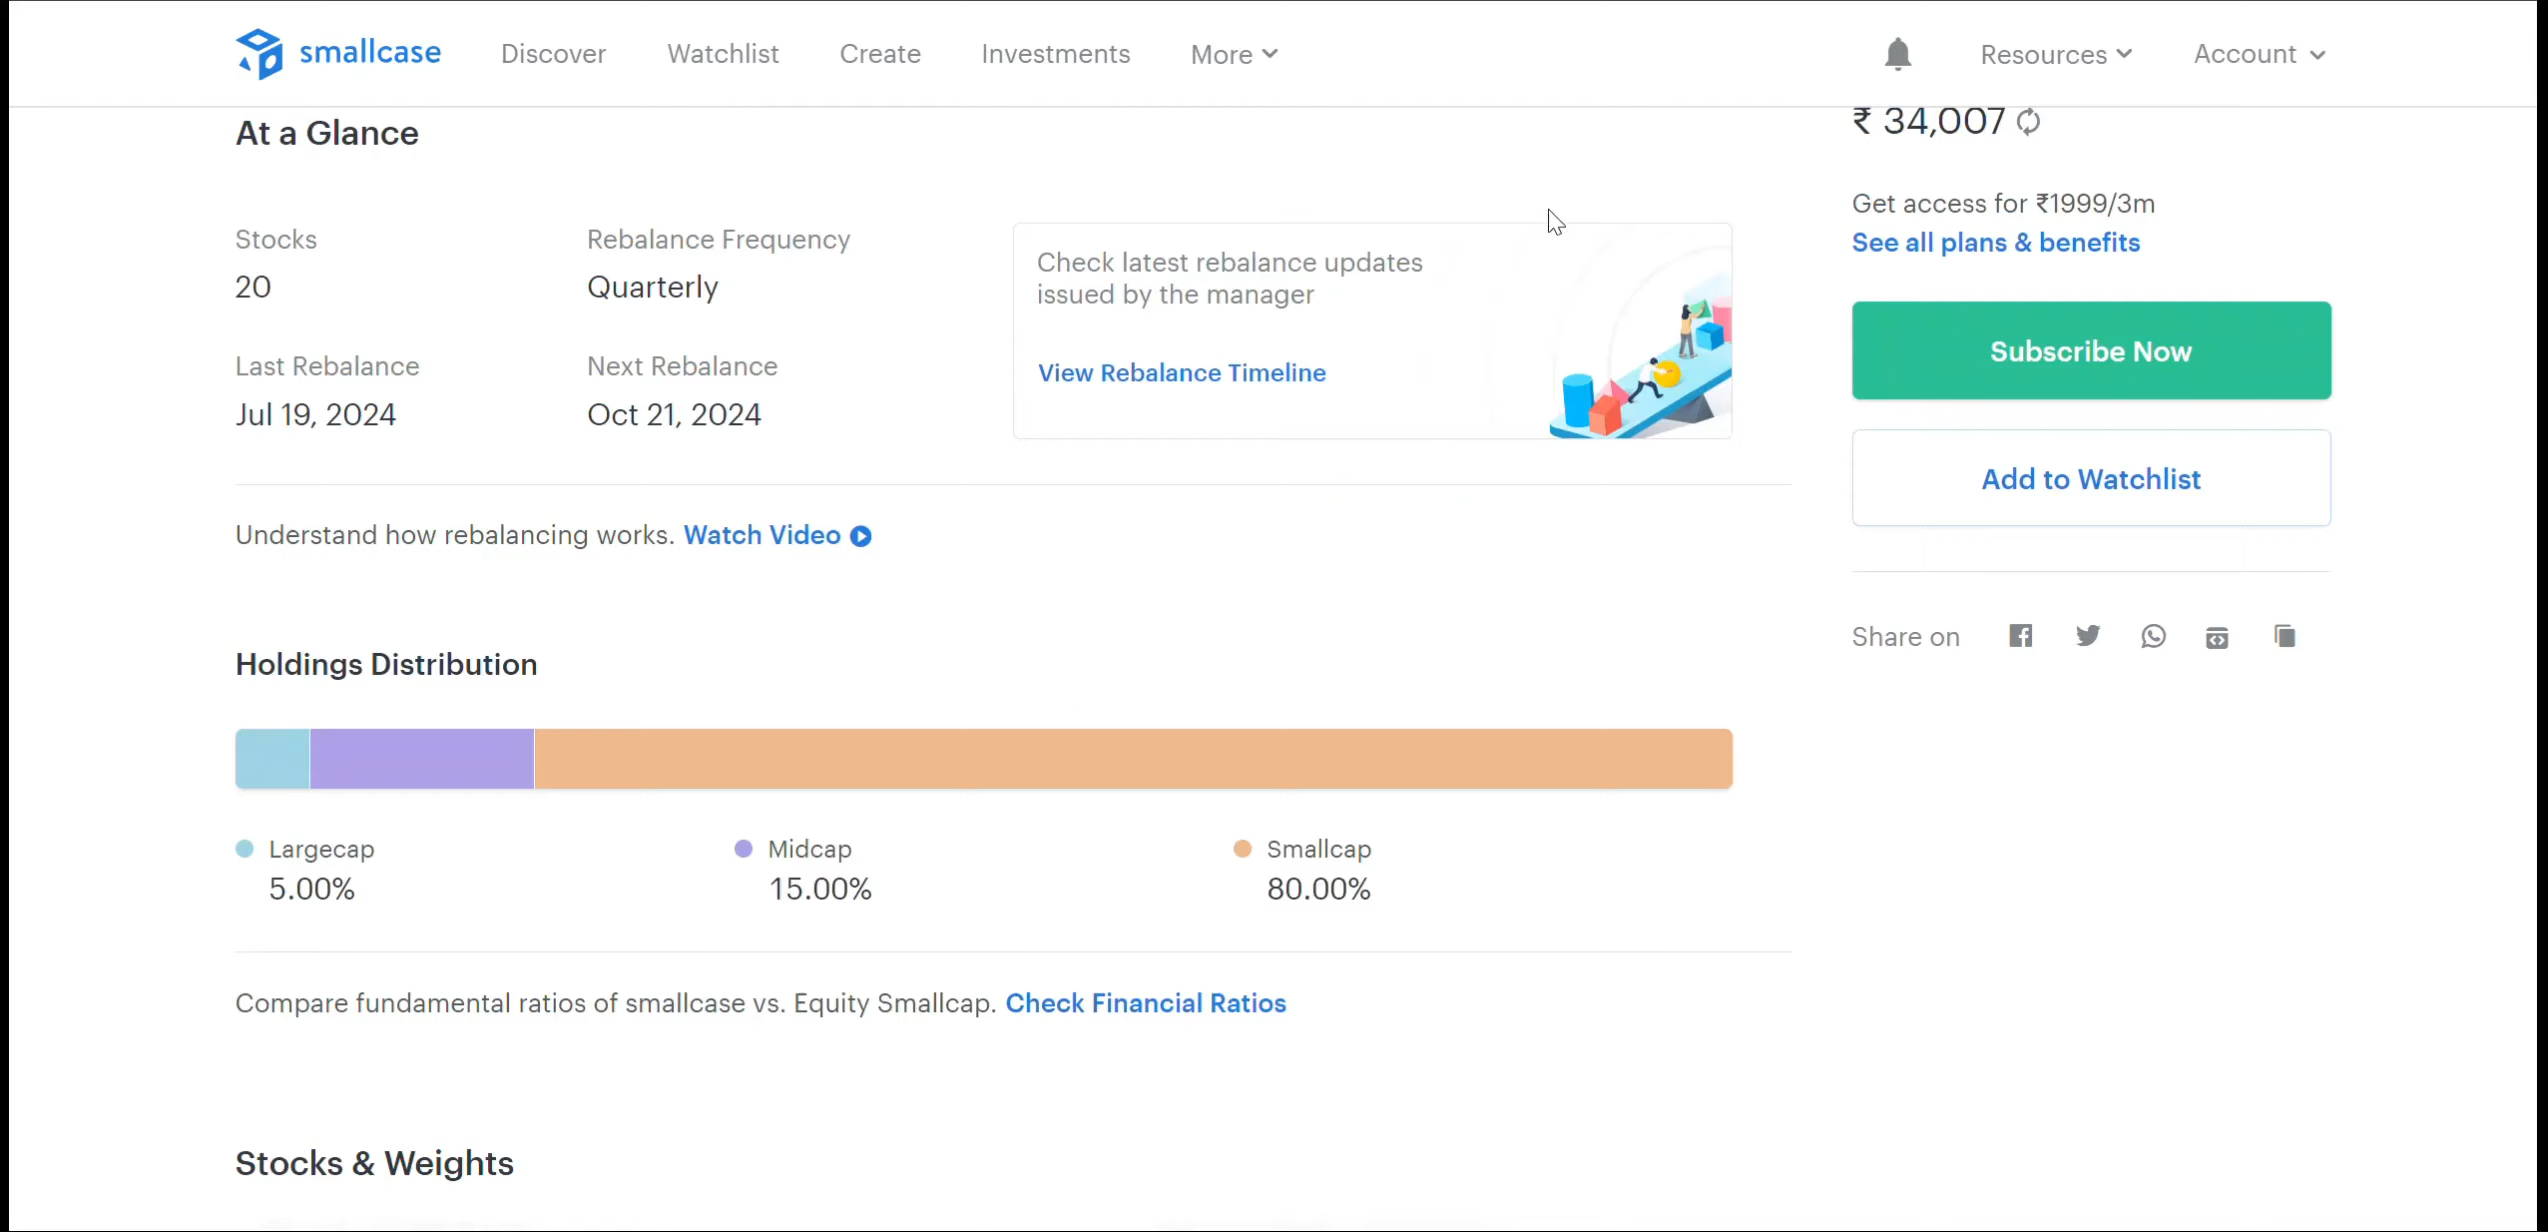 smallcase Discover Watchlist Create Investments More Resources Account
At a Glance
₹ 34,007
Stocks
20
Rebalance Frequency
Quarterly
Last Rebalance
Jul 19, 2024
Next Rebalance
Oct 21, 2024
Check latest rebalance updates
issued by the manager
View Rebalance Timeline
Get access for ₹1999/3m
See all plans & benefits
Subscribe Now
Add to Watchlist
Share on
Understand how rebalancing works. Watch Video
Holdings Distribution
Largecap
5.00%
Midcap
15.00%
Smallcap
80.00%
Compare fundamental ratios of smallcase vs. Equity Smallcap. Check Financial Ratios
Stocks & Weights